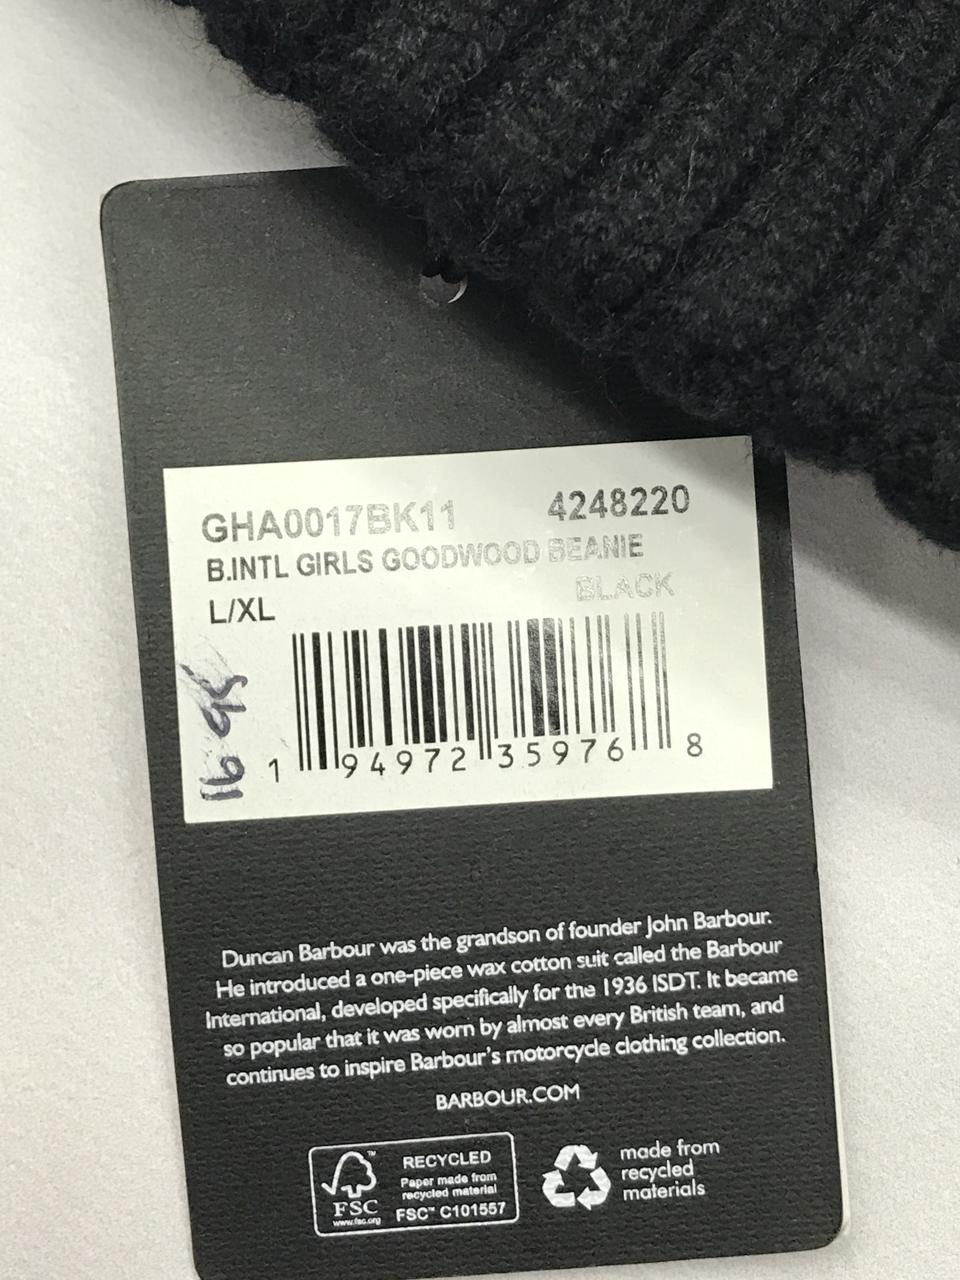 GHA0017BK11 4248220
B.INTL GIRLS GOODWOOD BEANIE
BLACK
L/XL
16 95
1 94972 35976 8
Duncan Barbour was the grandson of founder John Barbour.
He introduced a one-piece wax cotton suit called the Barbour
International, developed specifically for the 1936 ISDT. It became
so popular that it was worn by almost every British team, and
continues to inspire Barbour's motorcycle clothing collection.
BARBOUR.COM
FSC™
www.fsc.org
RECYCLED
Paper made from
recycled material
FSC™ C101557
made from
recycled
materials